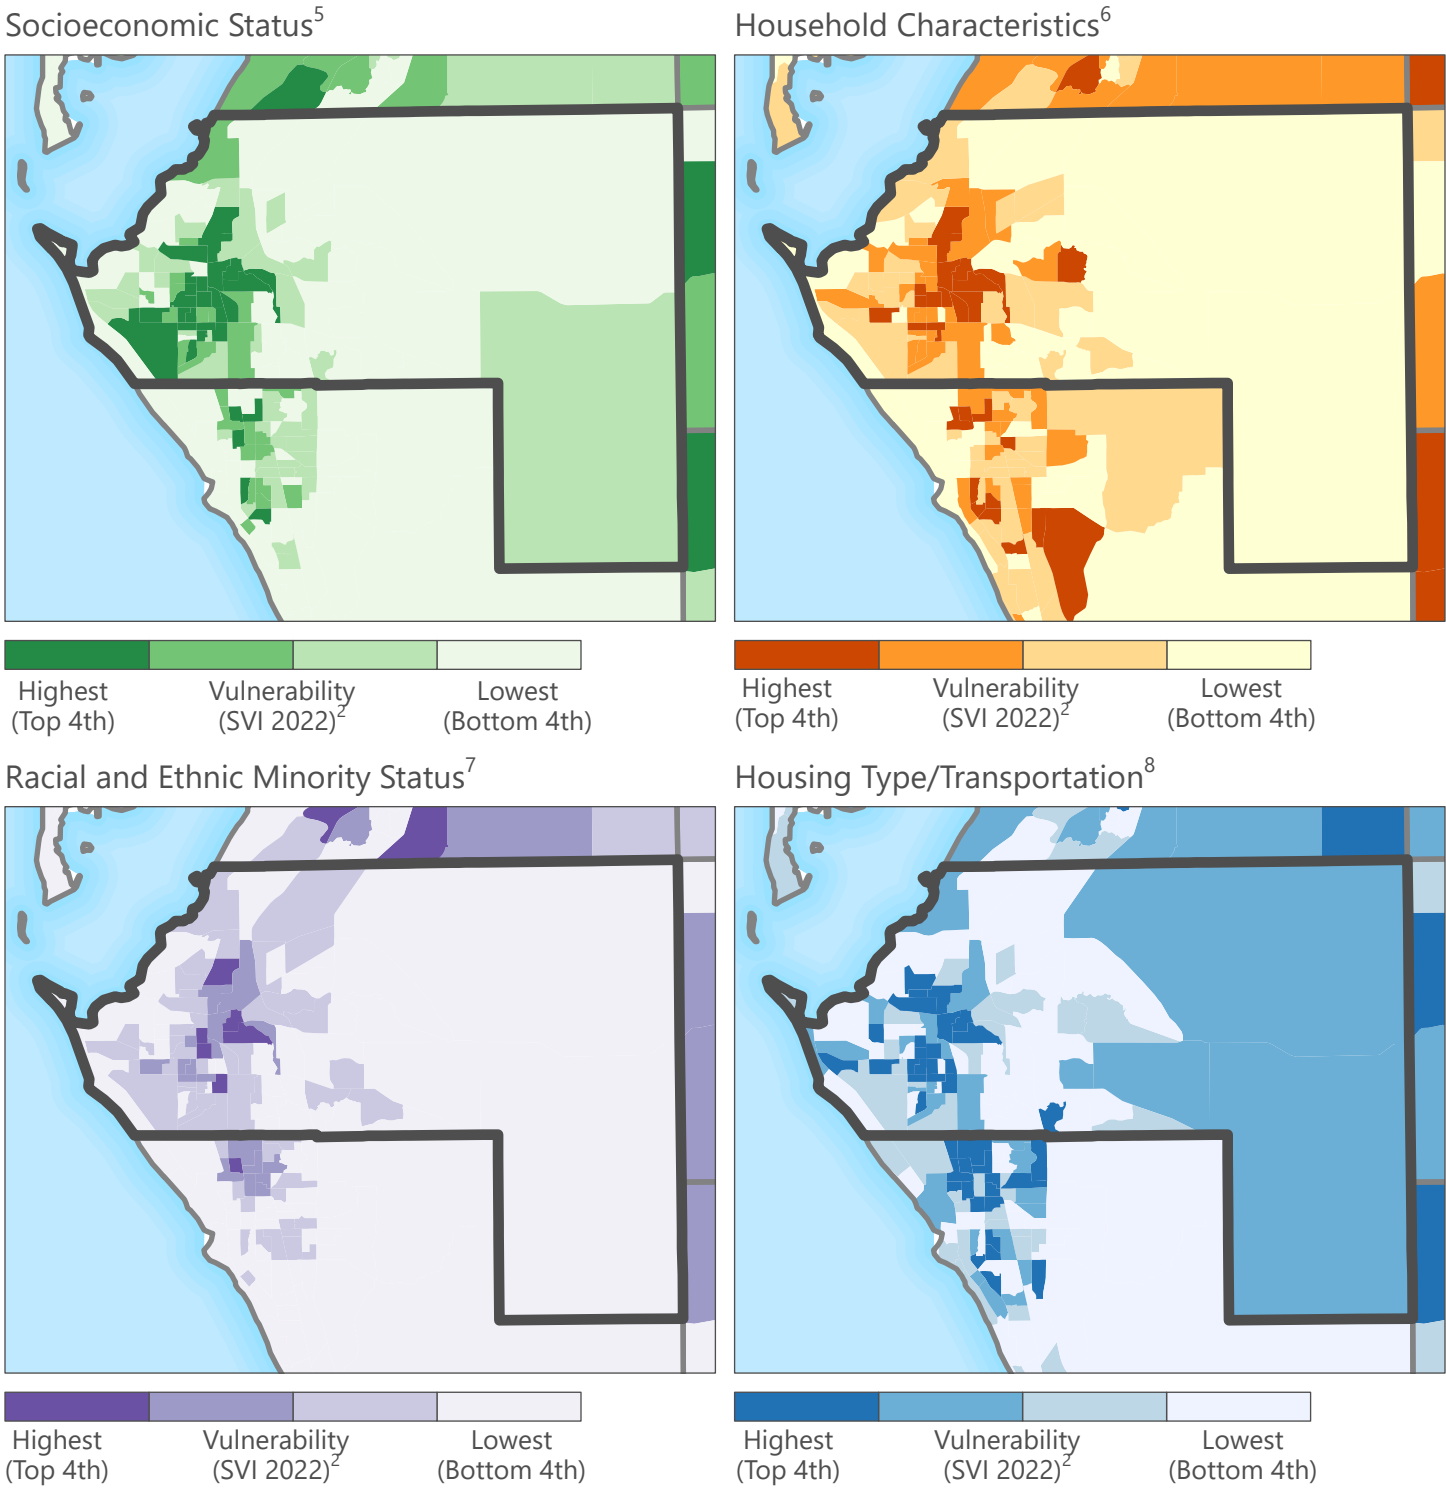 Socioeconomic Status5
Household Characteristics6
Highest
(Top 4th)
Vulnerability
(SVI 2022)2
Lowest
(Bottom 4th)
Highest
(Top 4th)
Vulnerability
(SVI 2022)2
Lowest
(Bottom 4th)
Racial and Ethnic Minority Status7
Housing Type/Transportation8
Highest
(Top 4th)
Vulnerability
(SVI 2022)2
Lowest
(Bottom 4th)
Highest
(Top 4th)
Vulnerability
(SVI 2022)2
Lowest
(Bottom 4th)